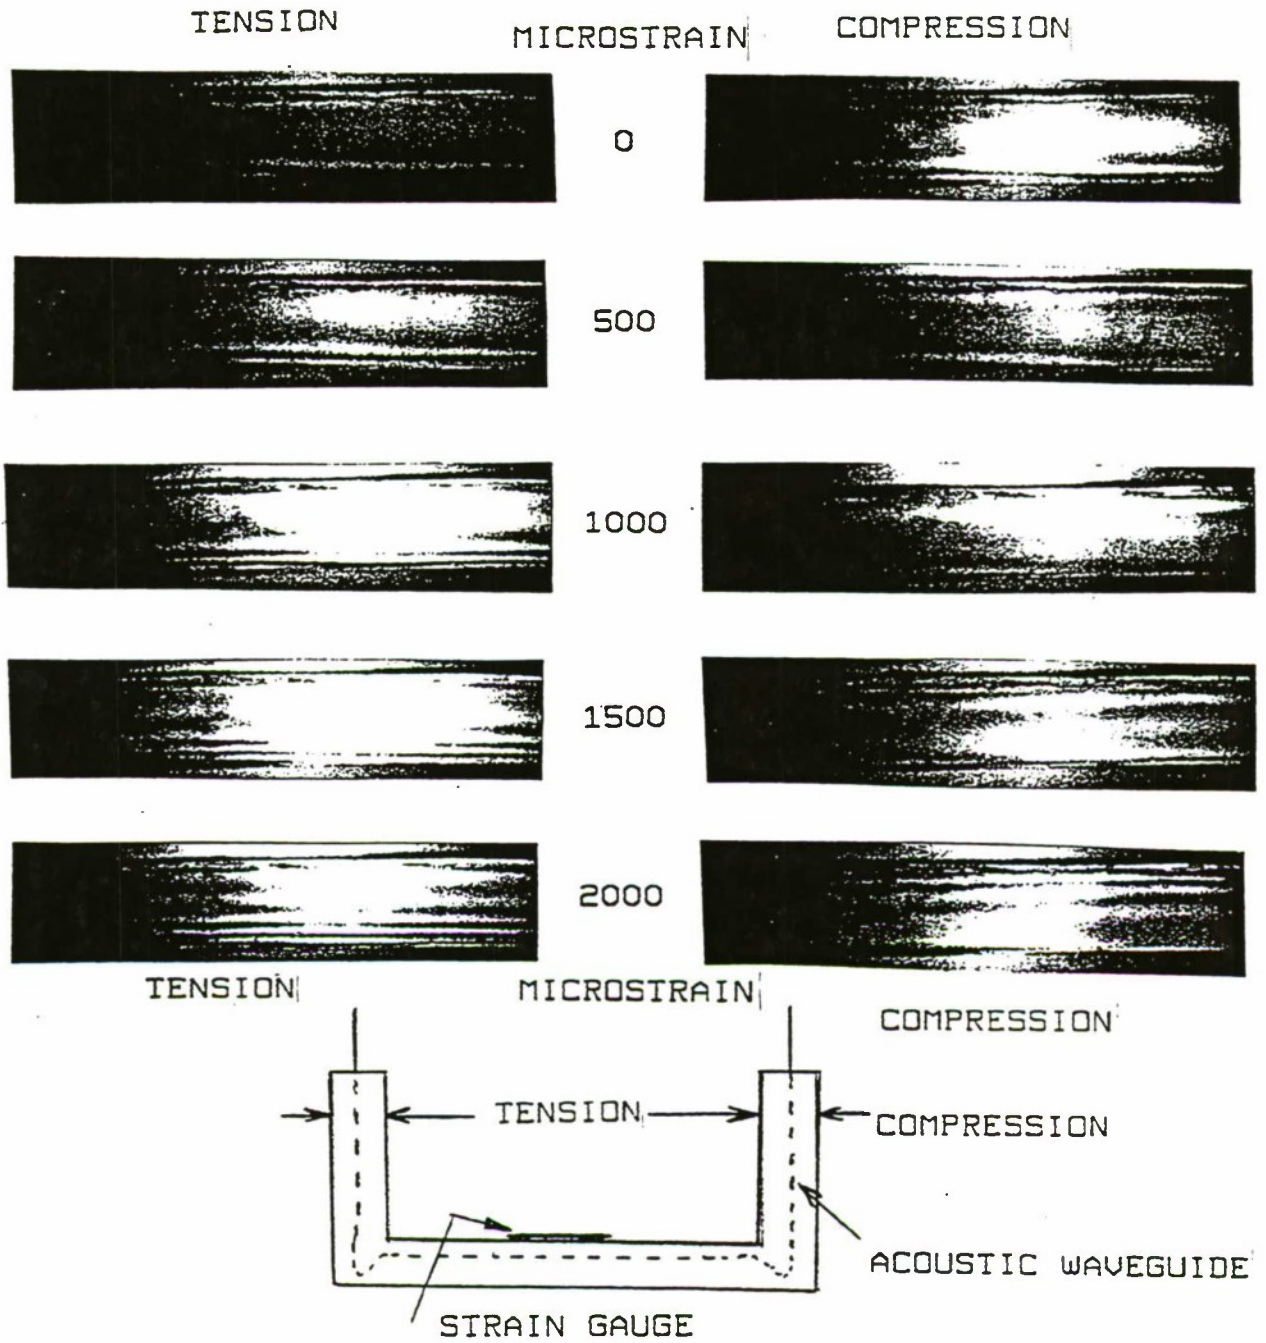 TENSION MICROSTRAIN COMPRESSION
0
500
1000
1500
2000
TENSION MICROSTRAIN COMPRESSION
TENSION
COMPRESSION
ACOUSTIC WAVEGUIDE
STRAIN GAUGE